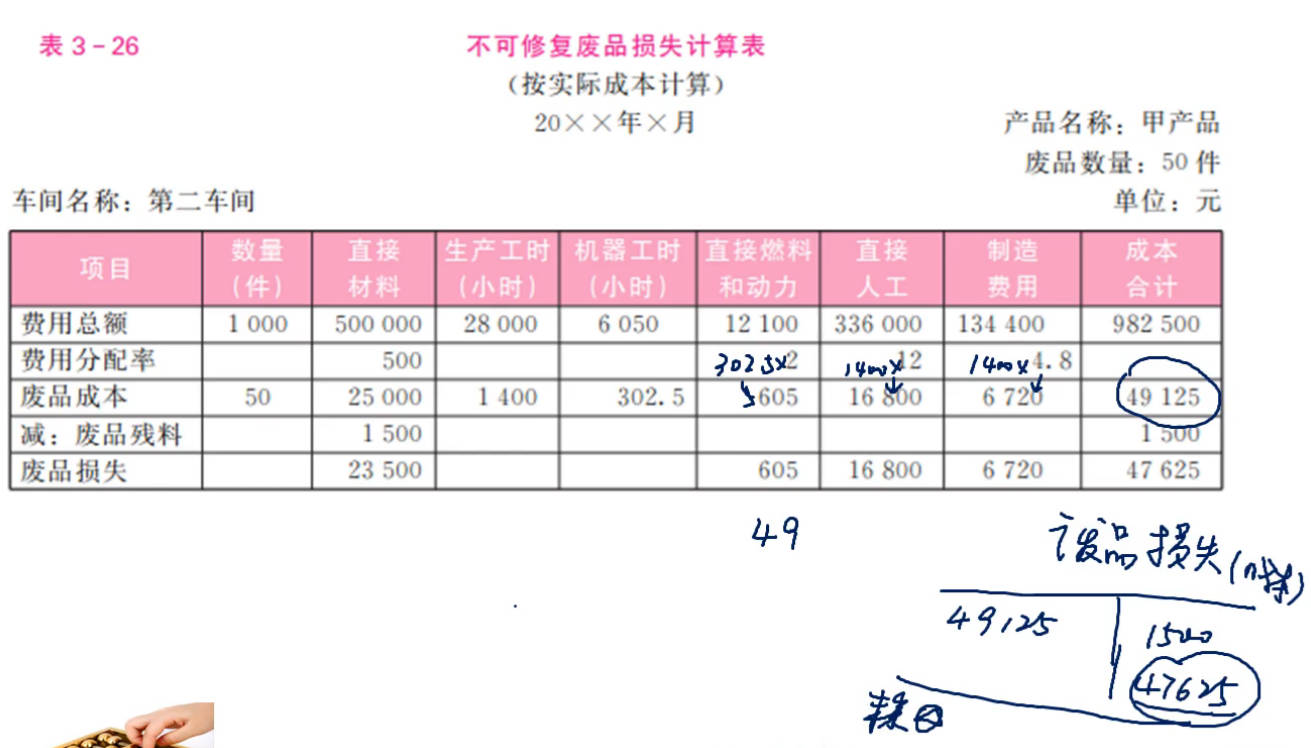 表 3-26 不可修复废品损失计算表
（按实际成本计算）
20××年×月
产品名称：甲产品
废品数量：50 件
车间名称：第二车间 单位：元
项目 数量（件） 直接材料 生产工时（小时） 机器工时（小时） 直接燃料和动力 直接人工 制造费用 成本合计
费用总额 1 000 500 000 28 000 6 050 12 100 336 000 134 400 982 500
费用分配率 500 302.5× 2 1400× 12 1400× 4.8
废品成本 50 25 000 1 400 302.5 605 16 800 6 720 49 125
减：废品残料 1 500 1 500
废品损失 23 500 605 16 800 6 720 47 625
49
废品损失
49125 1500
47625